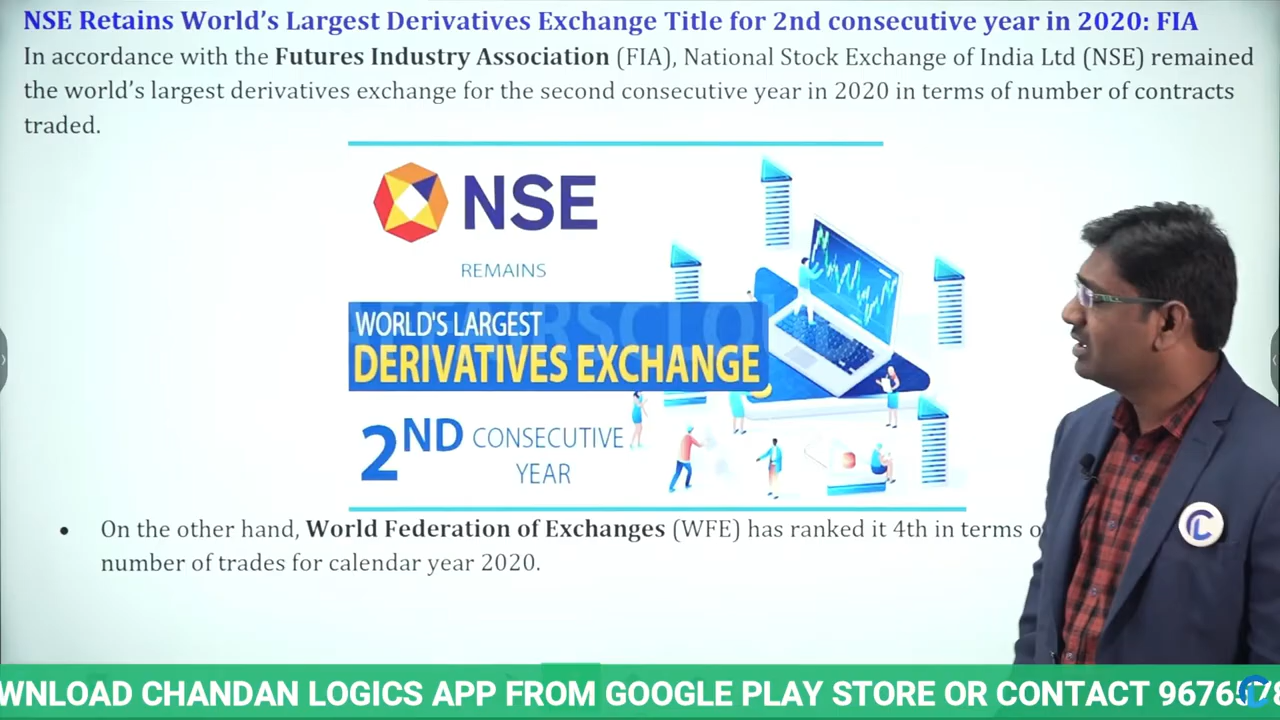 NSE Retains World's Largest Derivatives Exchange Title for 2nd consecutive year in 2020: FIA
In accordance with the Futures Industry Association (FIA), National Stock Exchange of India Ltd (NSE) remained
the world's largest derivatives exchange for the second consecutive year in 2020 in terms of number of contracts
traded.
NSE
REMAINS
WORLD'S LARGEST
DERIVATIVES EXCHANGE
2ND CONSECUTIVE
YEAR
• On the other hand, World Federation of Exchanges (WFE) has ranked it 4th in terms o
number of trades for calendar year 2020.
WNLOAD CHANDAN LOGICS APP FROM GOOGLE PLAY STORE OR CONTACT 9676